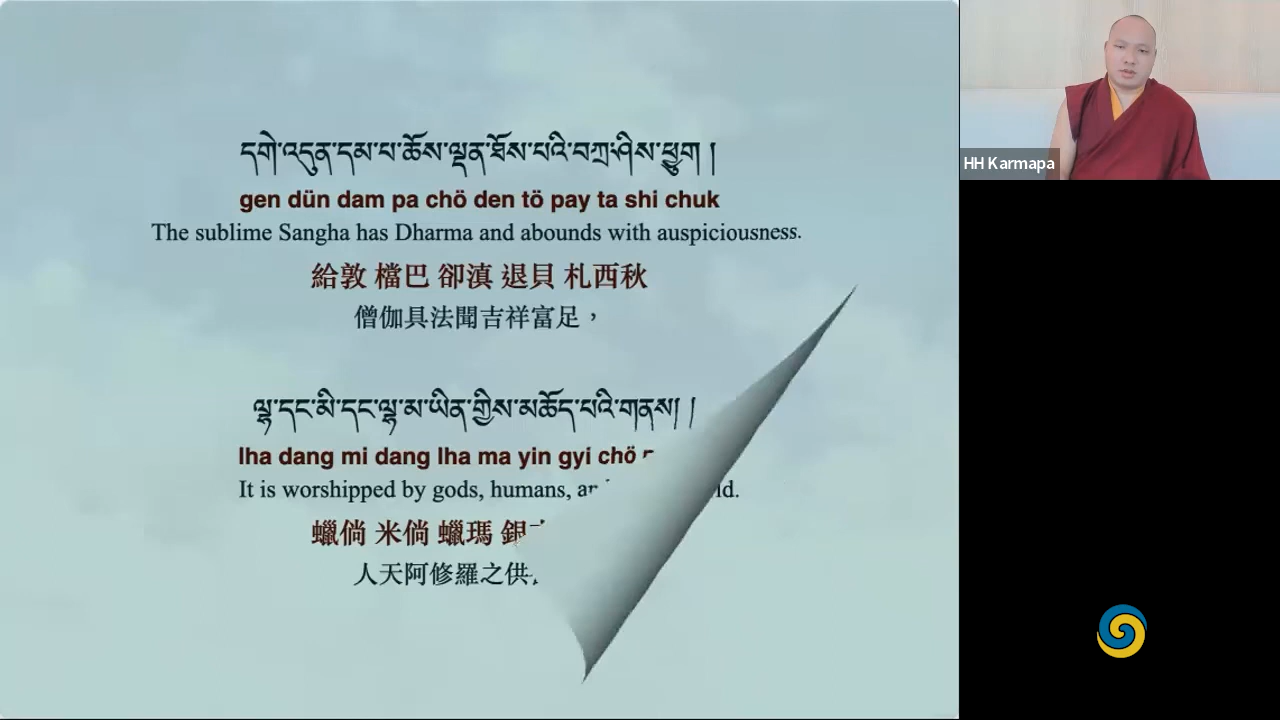 དགེ་འདུན་དམ་པ་ཆོས་ལྡན་ཐོས་པའི་བཀྲ་ཤིས་ཕྱུག །
gen dün dam pa chö den tö pay ta shi chuk
The sublime Sangha has Dharma and abounds with auspiciousness.
給敦 檔巴 卻滇 退貝 札西秋
僧伽具法聞吉祥富足，
ལྷ་དང་མི་དང་ལྷ་མ་ཡིན་གྱིས་མཆོད་པའི་གནས། །
lha dang mi dang lha ma yin gyi chö
It is worshipped by gods, humans,
蠟倘 米倘 蠟瑪 銀
人天阿修羅之供
HH Karmapa